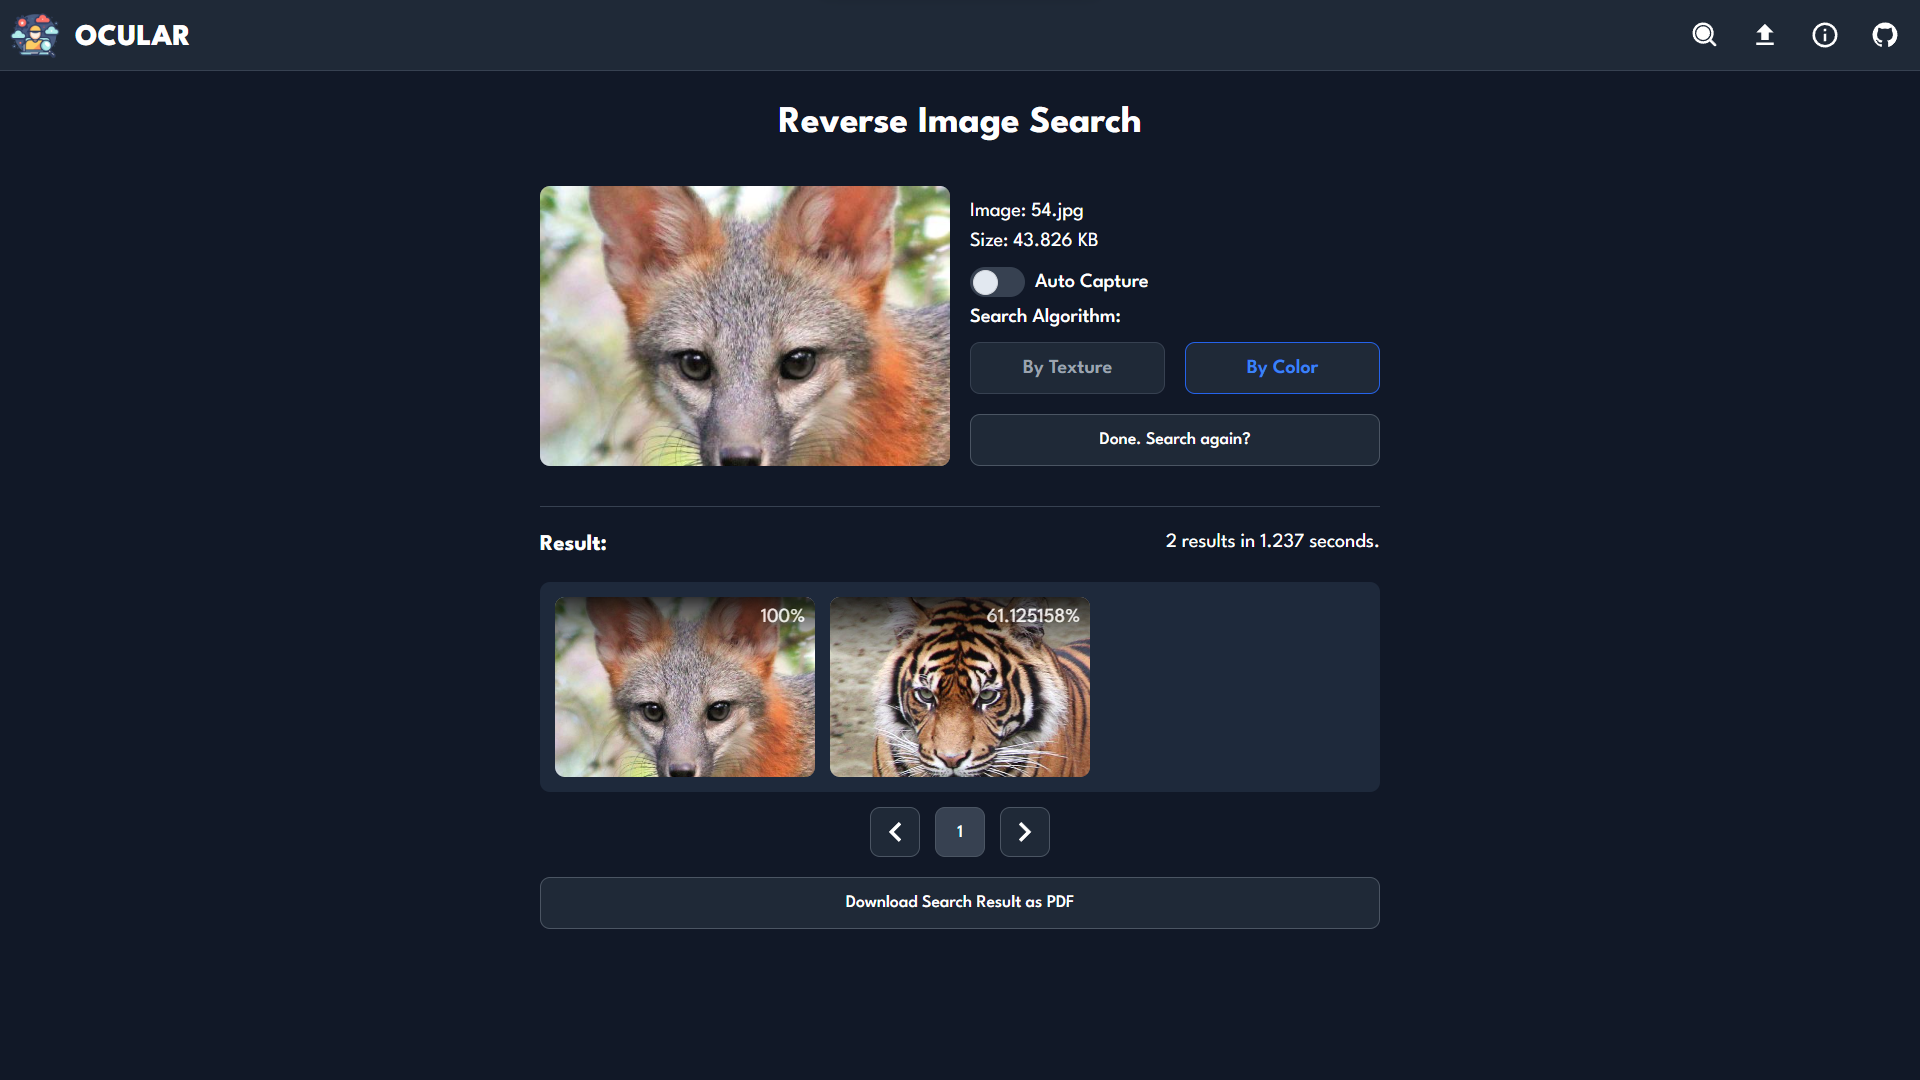 OCULAR
Reverse Image Search
Image: 54.jpg
Size: 43.826 KB
Auto Capture
Search Algorithm:
By Texture
By Color
Done. Search again?
Result:
2 results in 1.237 seconds.
100%
61.125158%
1
Download Search Result as PDF